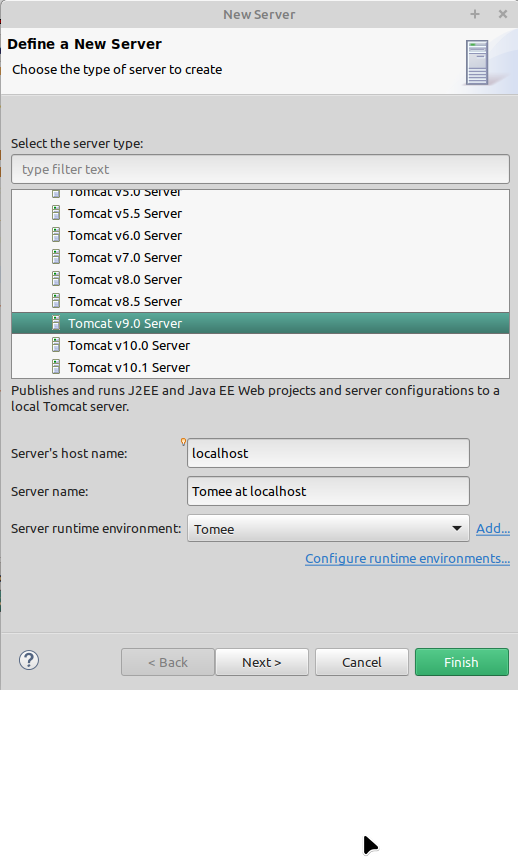 New Server
Define a New Server
Choose the type of server to create
Select the server type:
type filter text
Tomcat v5.0 Server
Tomcat v5.5 Server
Tomcat v6.0 Server
Tomcat v7.0 Server
Tomcat v8.0 Server
Tomcat v8.5 Server
Tomcat v9.0 Server
Tomcat v10.0 Server
Tomcat v10.1 Server
Publishes and runs J2EE and Java EE Web projects and server configurations to a
local Tomcat server.
Server's host name: localhost
Server name: Tomee at localhost
Server runtime environment: Tomee Add...
Configure runtime environments...
? < Back Next > Cancel Finish